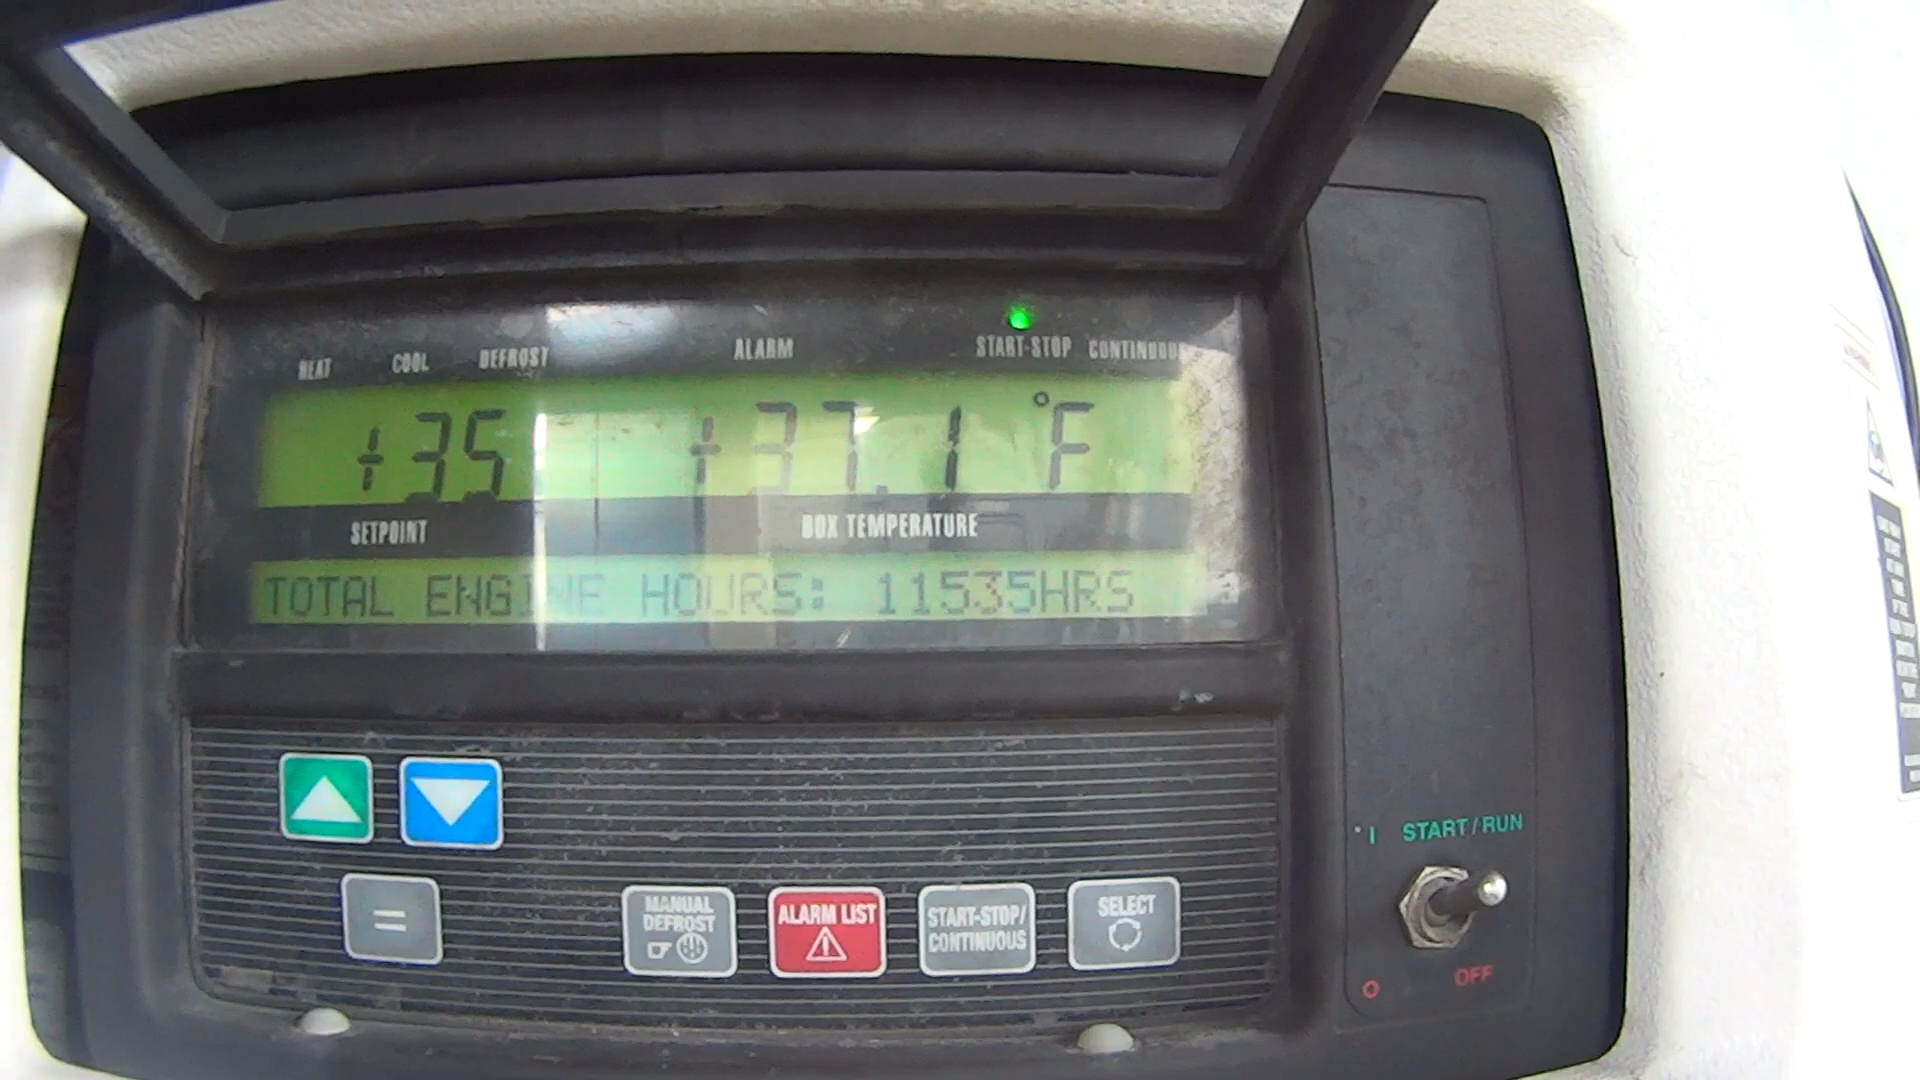 HEAT COOL DEFROST ALARM START-STOP CONTINUOUS
+35 +37.1 °F
SETPOINT BOX TEMPERATURE
TOTAL ENGINE HOURS: 11535HRS
I START/RUN
=
MANUAL DEFROST
ALARM LIST
START-STOP/
CONTINUOUS
SELECT
O OFF